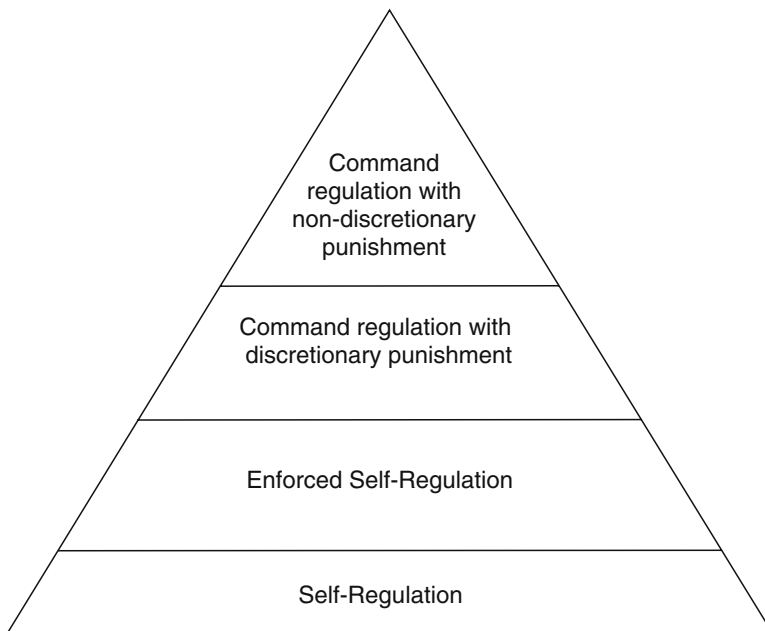 Command
regulation with
non-discretionary
punishment
Command regulation with
discretionary punishment
Enforced Self-Regulation
Self-Regulation